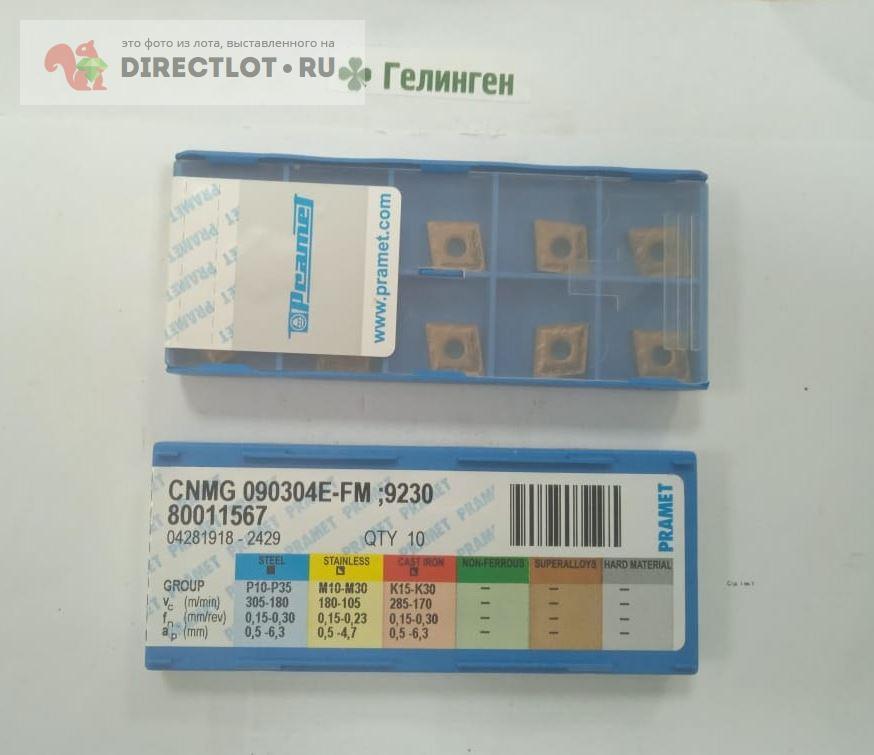 это фото из лота, выставленного на
DIRECTLOT.RU
Гелинген
PRAMET
Pramet
www.pramet.com
CNMG 090304E-FM ;9230
80011567
04281918 - 2429 QTY 10
PRAMET
STEEL STAINLESS CAST IRON NON-FERROUS SUPERALLOYS HARD MATERIAL
GROUP P10-P35 M10-M30 K15-K30 – – –
vc (m/min) 305-180 180-105 285-170 – – –
fn (mm/rev) 0,15-0,30 0,15-0,23 0,15-0,30 – – –
ap (mm) 0,5 -6,3 0,5 -4,7 0,5 -6,3 – – –